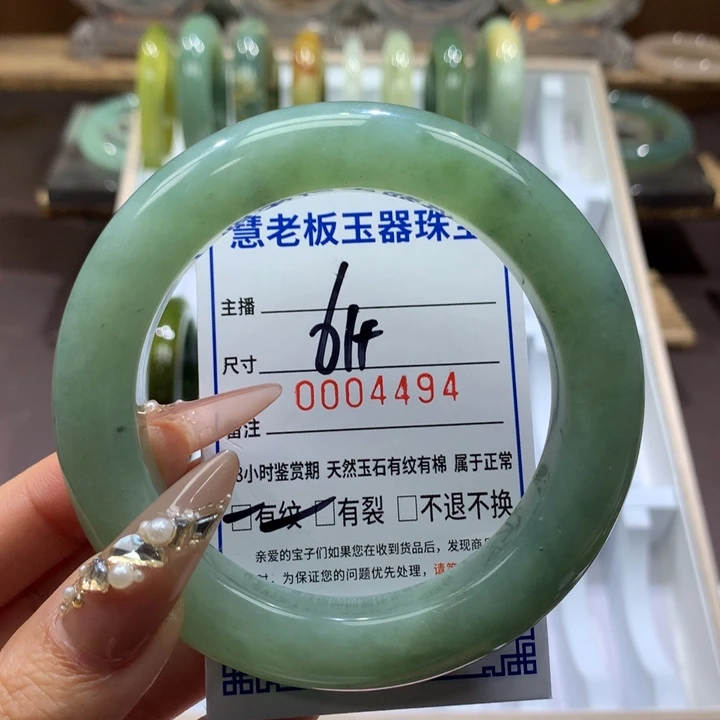 慧老板玉器珠宝
主播
尺寸 61+
0004494
备注
8小时鉴赏期 天然玉石有纹有棉 属于正常
□有纹 □有裂 □不退不换
亲爱的宝子们如果您在收到货品后,发现商
时,为保证您的问题优先处理,请